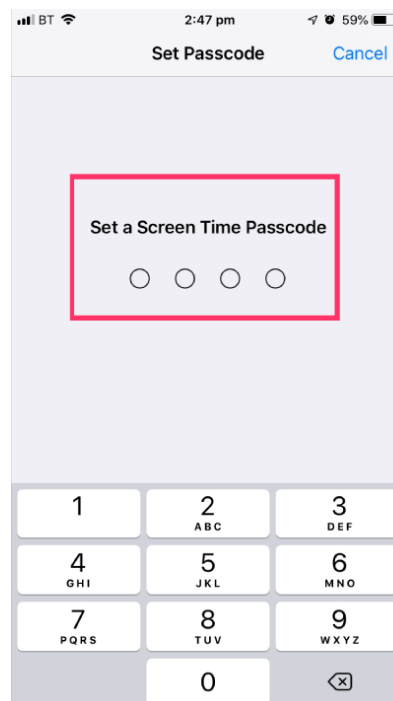 BT 2:47 pm 59%
Set Passcode Cancel
Set a Screen Time Passcode
1 2 3
ABC DEF
4 5 6
GHI JKL MNO
7 8 9
PQRS TUV WXYZ
0